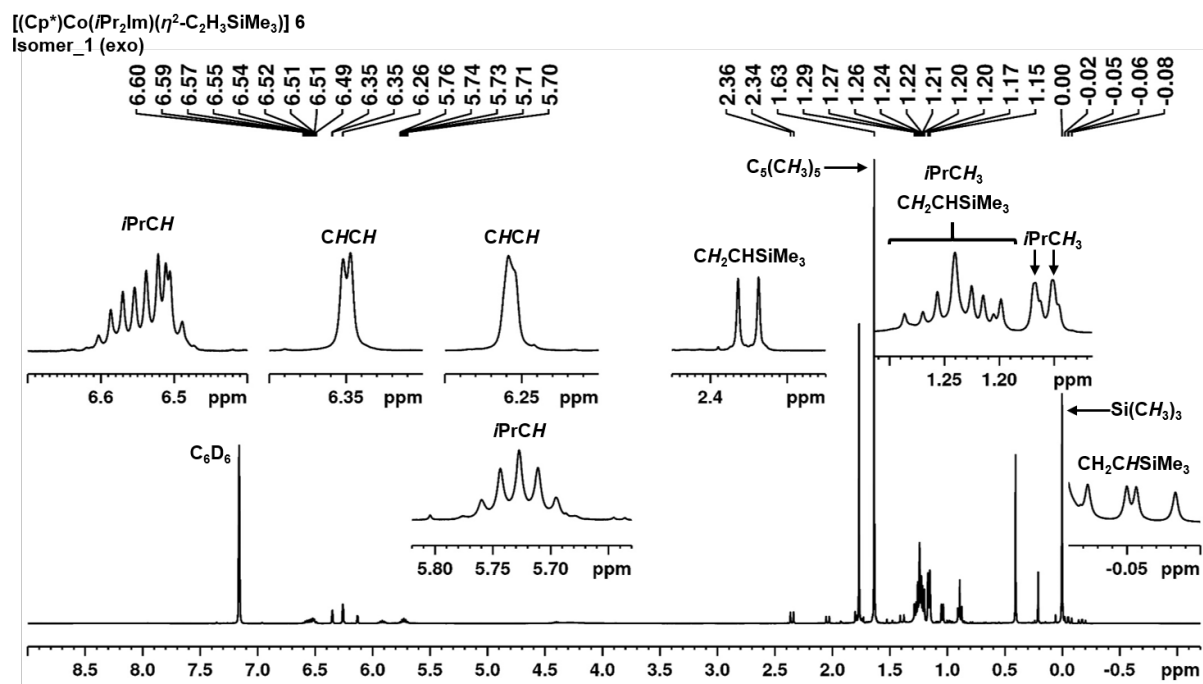 [(Cp*)Co(iPr₂Im)(η²-C₂H₃SiMe₃)] 6
Isomer_1 (exo)
6.60 6.59 6.57 6.55 6.54 6.52 6.51 6.51 6.49 6.35 6.35 6.26 5.76 5.74 5.73 5.71 5.70 2.36 2.34 1.63 1.29 1.27 1.26 1.24 1.22 1.21 1.20 1.20 1.17 1.15 0.00 -0.02 -0.05 -0.06 -0.08
C₅(CH₃)₅
iPrCH₃
CH₂CHSiMe₃
iPrCH₃
iPrCH
CHCH
CHCH
CH₂CHSiMe₃
1.25 1.20 ppm
6.6 6.5 ppm
6.35 ppm
6.25 ppm
2.4 ppm
Si(CH₃)₃
C₆D₆
iPrCH
CH₂CHSiMe₃
5.80 5.75 5.70 ppm
-0.05 ppm
8.5 8.0 7.5 7.0 6.5 6.0 5.5 5.0 4.5 4.0 3.5 3.0 2.5 2.0 1.5 1.0 0.5 0.0 -0.5 ppm